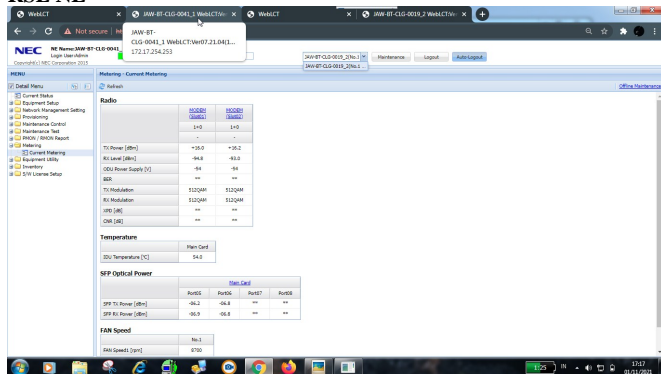 WebLCT
JAW-BT-CLG-0041_1 WebLCT:Ver
WebLCT
JAW-BT-CLG-0019_2 WebLCT:Ver
Not secure
JAW-BT-
CLG-0041_1 WebLCT:Ver07.21.04(1...
172.17.254.253
NEC
NE Name:JAW-BT-CLG-0041
Login User:Admin
Copyright(c) NEC Corporation 2015
JAW-BT-CLG-0019_2(No.1
JAW-BT-CLG-0019_2(No.1 ...
Maintenance
Logout
Auto-Logout
MENU
Metering - Current Metering
Detail Menu
Refresh
Offline Maintenance
Current Status
Equipment Setup
Network Management Setting
Provisioning
Maintenance Control
Maintenance Test
PMON / RMON Report
Metering
Current Metering
Equipment Utility
Inventory
S/W License Setup
Radio
MODEM (Slot01) MODEM (Slot02)
1+0 1+0
- -
TX Power [dBm] +16.0 +16.2
RX Level [dBm] -94.8 -93.0
ODU Power Supply [V] -54 -54
BER ** **
TX Modulation 512QAM 512QAM
RX Modulation 512QAM 512QAM
XPD [dB] ** **
CNR [dB] ** **
Temperature
Main Card
IDU Temperature [°C] 54.0
SFP Optical Power
Main Card
Port05 Port06 Port07 Port08
SFP TX Power [dBm] -06.2 -06.8 ** **
SFP RX Power [dBm] -06.9 -06.8 ** **
FAN Speed
No.1
FAN Speed1 [rpm] 8700
1:25
IN
17:17
01/11/2021